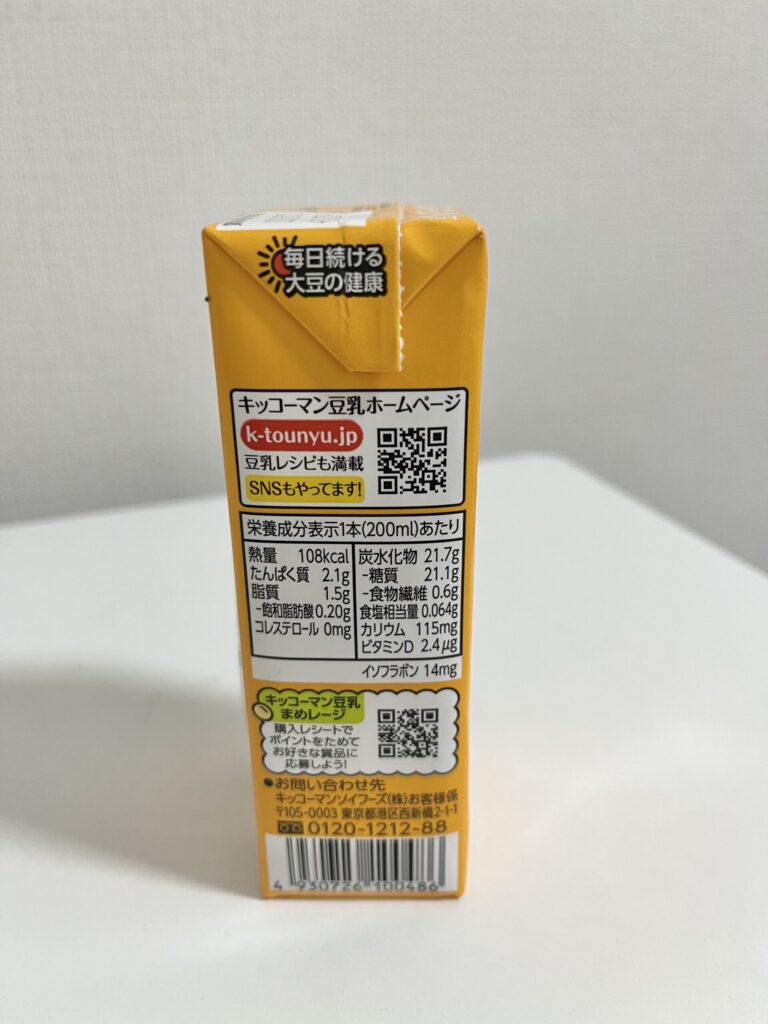 毎日続ける
大豆の健康
キッコーマン豆乳ホームページ
k-tounyu.jp
豆乳レシピも満載
SNSもやってます!
栄養成分表示1本(200ml)あたり
熱量 108kcal
たんぱく質 2.1g
脂質 1.5g
-飽和脂肪酸 0.20g
コレステロール 0mg
炭水化物 21.7g
-糖質 21.1g
-食物繊維 0.6g
食塩相当量 0.064g
カリウム 115mg
ビタミンD 2.4μg
イソフラボン 14mg
キッコーマン豆乳
まめレージ
購入レシートで
ポイントをためて
お好きな賞品に
応募しよう!
●お問い合わせ先
キッコーマンソイフーズ(株)お客様係
〒105-0003 東京都港区西新橋2-1-1
0120-1212-88
4 930726 100486